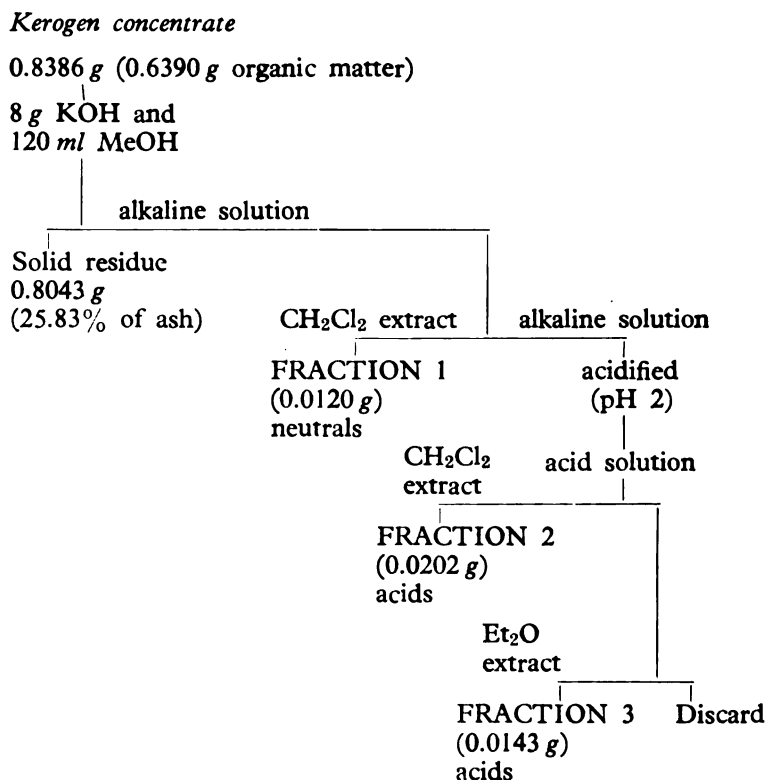 Kerogen concentrate
0.8386 g (0.6390 g organic matter)
8 g KOH and
120 ml MeOH
alkaline solution
Solid residue
0.8043 g
(25.83% of ash)
CH₂Cl₂ extract
alkaline solution
FRACTION 1
(0.0120 g)
neutrals
acidified
(pH 2)
CH₂Cl₂
extract
acid solution
FRACTION 2
(0.0202 g)
acids
Et₂O
extract
FRACTION 3
(0.0143 g)
acids
Discard